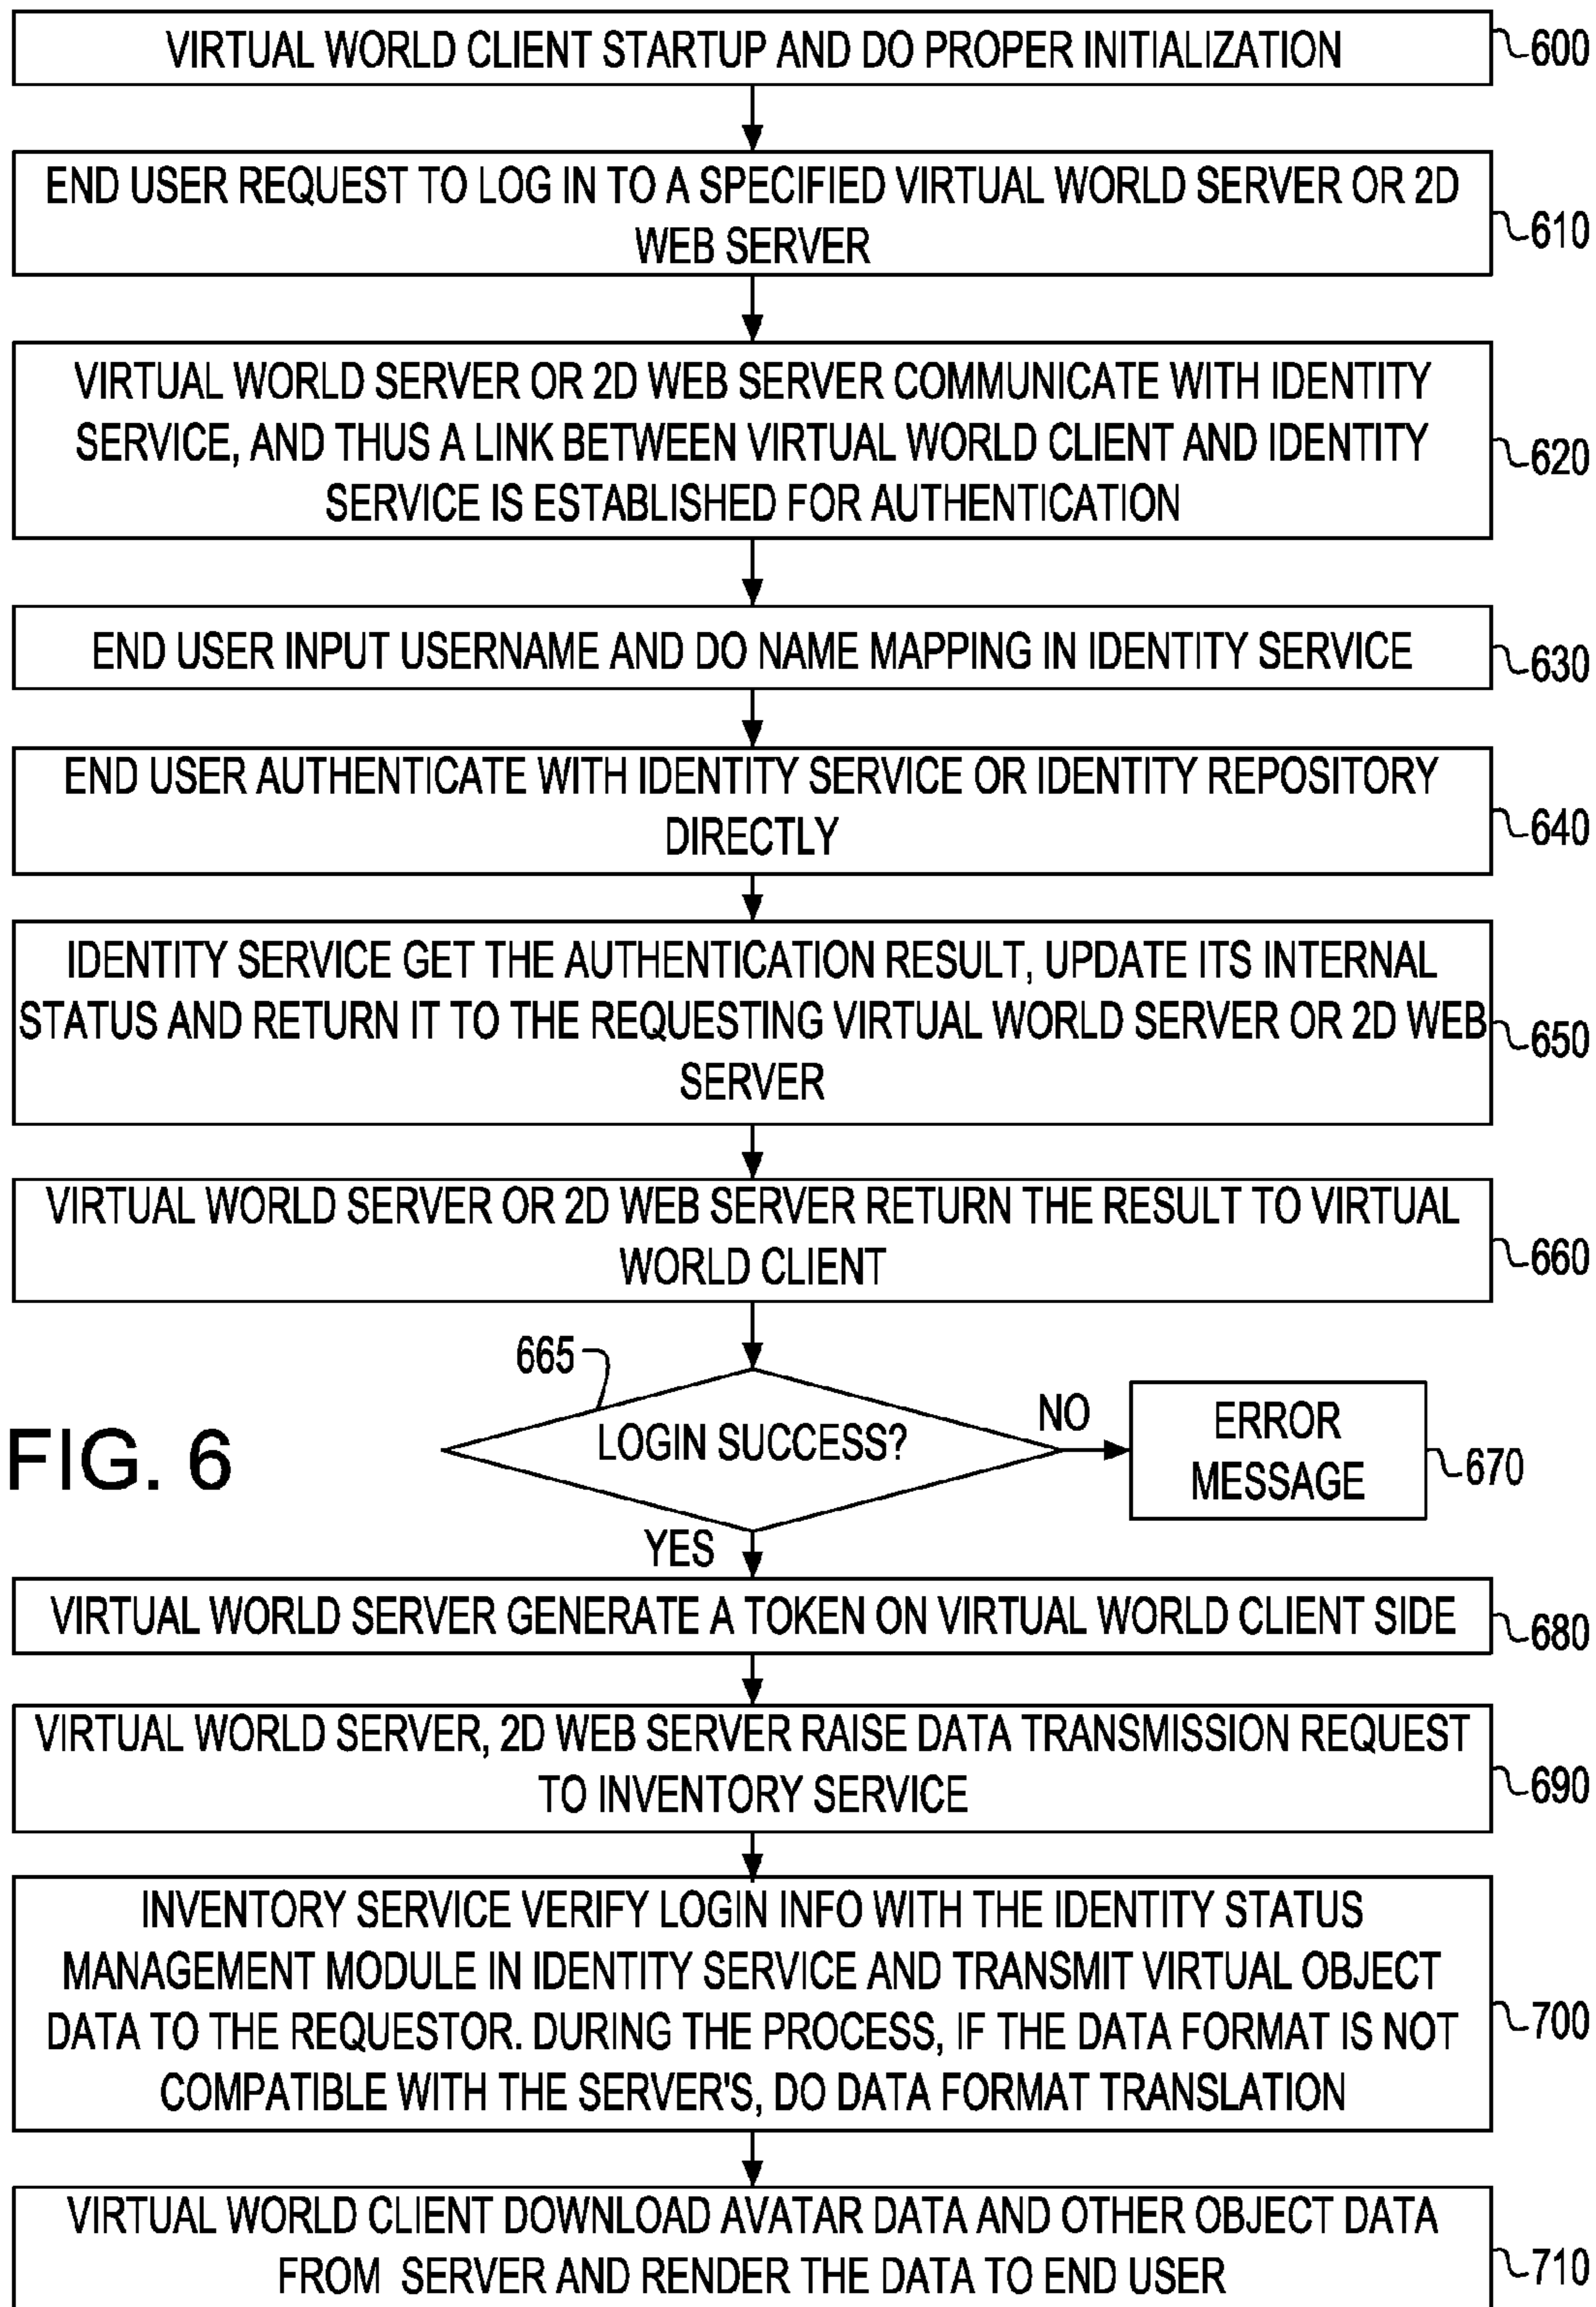 VIRTUAL WORLD CLIENT STARTUP AND DO PROPER INITIALIZATION
600
END USER REQUEST TO LOG IN TO A SPECIFIED VIRTUAL WORLD SERVER OR 2D
WEB SERVER
610
VIRTUAL WORLD SERVER OR 2D WEB SERVER COMMUNICATE WITH IDENTITY
SERVICE, AND THUS A LINK BETWEEN VIRTUAL WORLD CLIENT AND IDENTITY
SERVICE IS ESTABLISHED FOR AUTHENTICATION
620
END USER INPUT USERNAME AND DO NAME MAPPING IN IDENTITY SERVICE
630
END USER AUTHENTICATE WITH IDENTITY SERVICE OR IDENTITY REPOSITORY
DIRECTLY
640
IDENTITY SERVICE GET THE AUTHENTICATION RESULT, UPDATE ITS INTERNAL
STATUS AND RETURN IT TO THE REQUESTING VIRTUAL WORLD SERVER OR 2D WEB
SERVER
650
VIRTUAL WORLD SERVER OR 2D WEB SERVER RETURN THE RESULT TO VIRTUAL
WORLD CLIENT
660
665
LOGIN SUCCESS?
NO
ERROR
MESSAGE
670
FIG. 6
YES
VIRTUAL WORLD SERVER GENERATE A TOKEN ON VIRTUAL WORLD CLIENT SIDE
680
VIRTUAL WORLD SERVER, 2D WEB SERVER RAISE DATA TRANSMISSION REQUEST
TO INVENTORY SERVICE
690
INVENTORY SERVICE VERIFY LOGIN INFO WITH THE IDENTITY STATUS
MANAGEMENT MODULE IN IDENTITY SERVICE AND TRANSMIT VIRTUAL OBJECT
DATA TO THE REQUESTOR. DURING THE PROCESS, IF THE DATA FORMAT IS NOT
COMPATIBLE WITH THE SERVER'S, DO DATA FORMAT TRANSLATION
700
VIRTUAL WORLD CLIENT DOWNLOAD AVATAR DATA AND OTHER OBJECT DATA
FROM SERVER AND RENDER THE DATA TO END USER
710